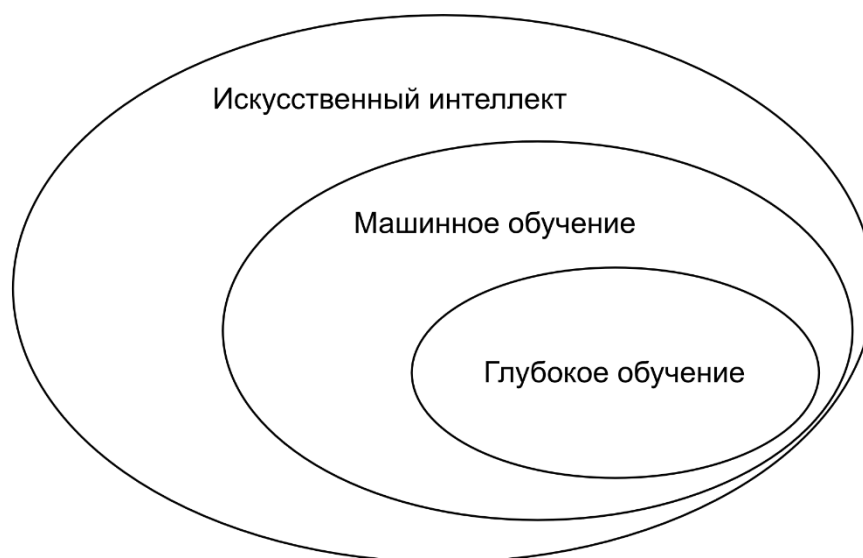 Искусственный интеллект
Машинное обучение
Глубокое обучение